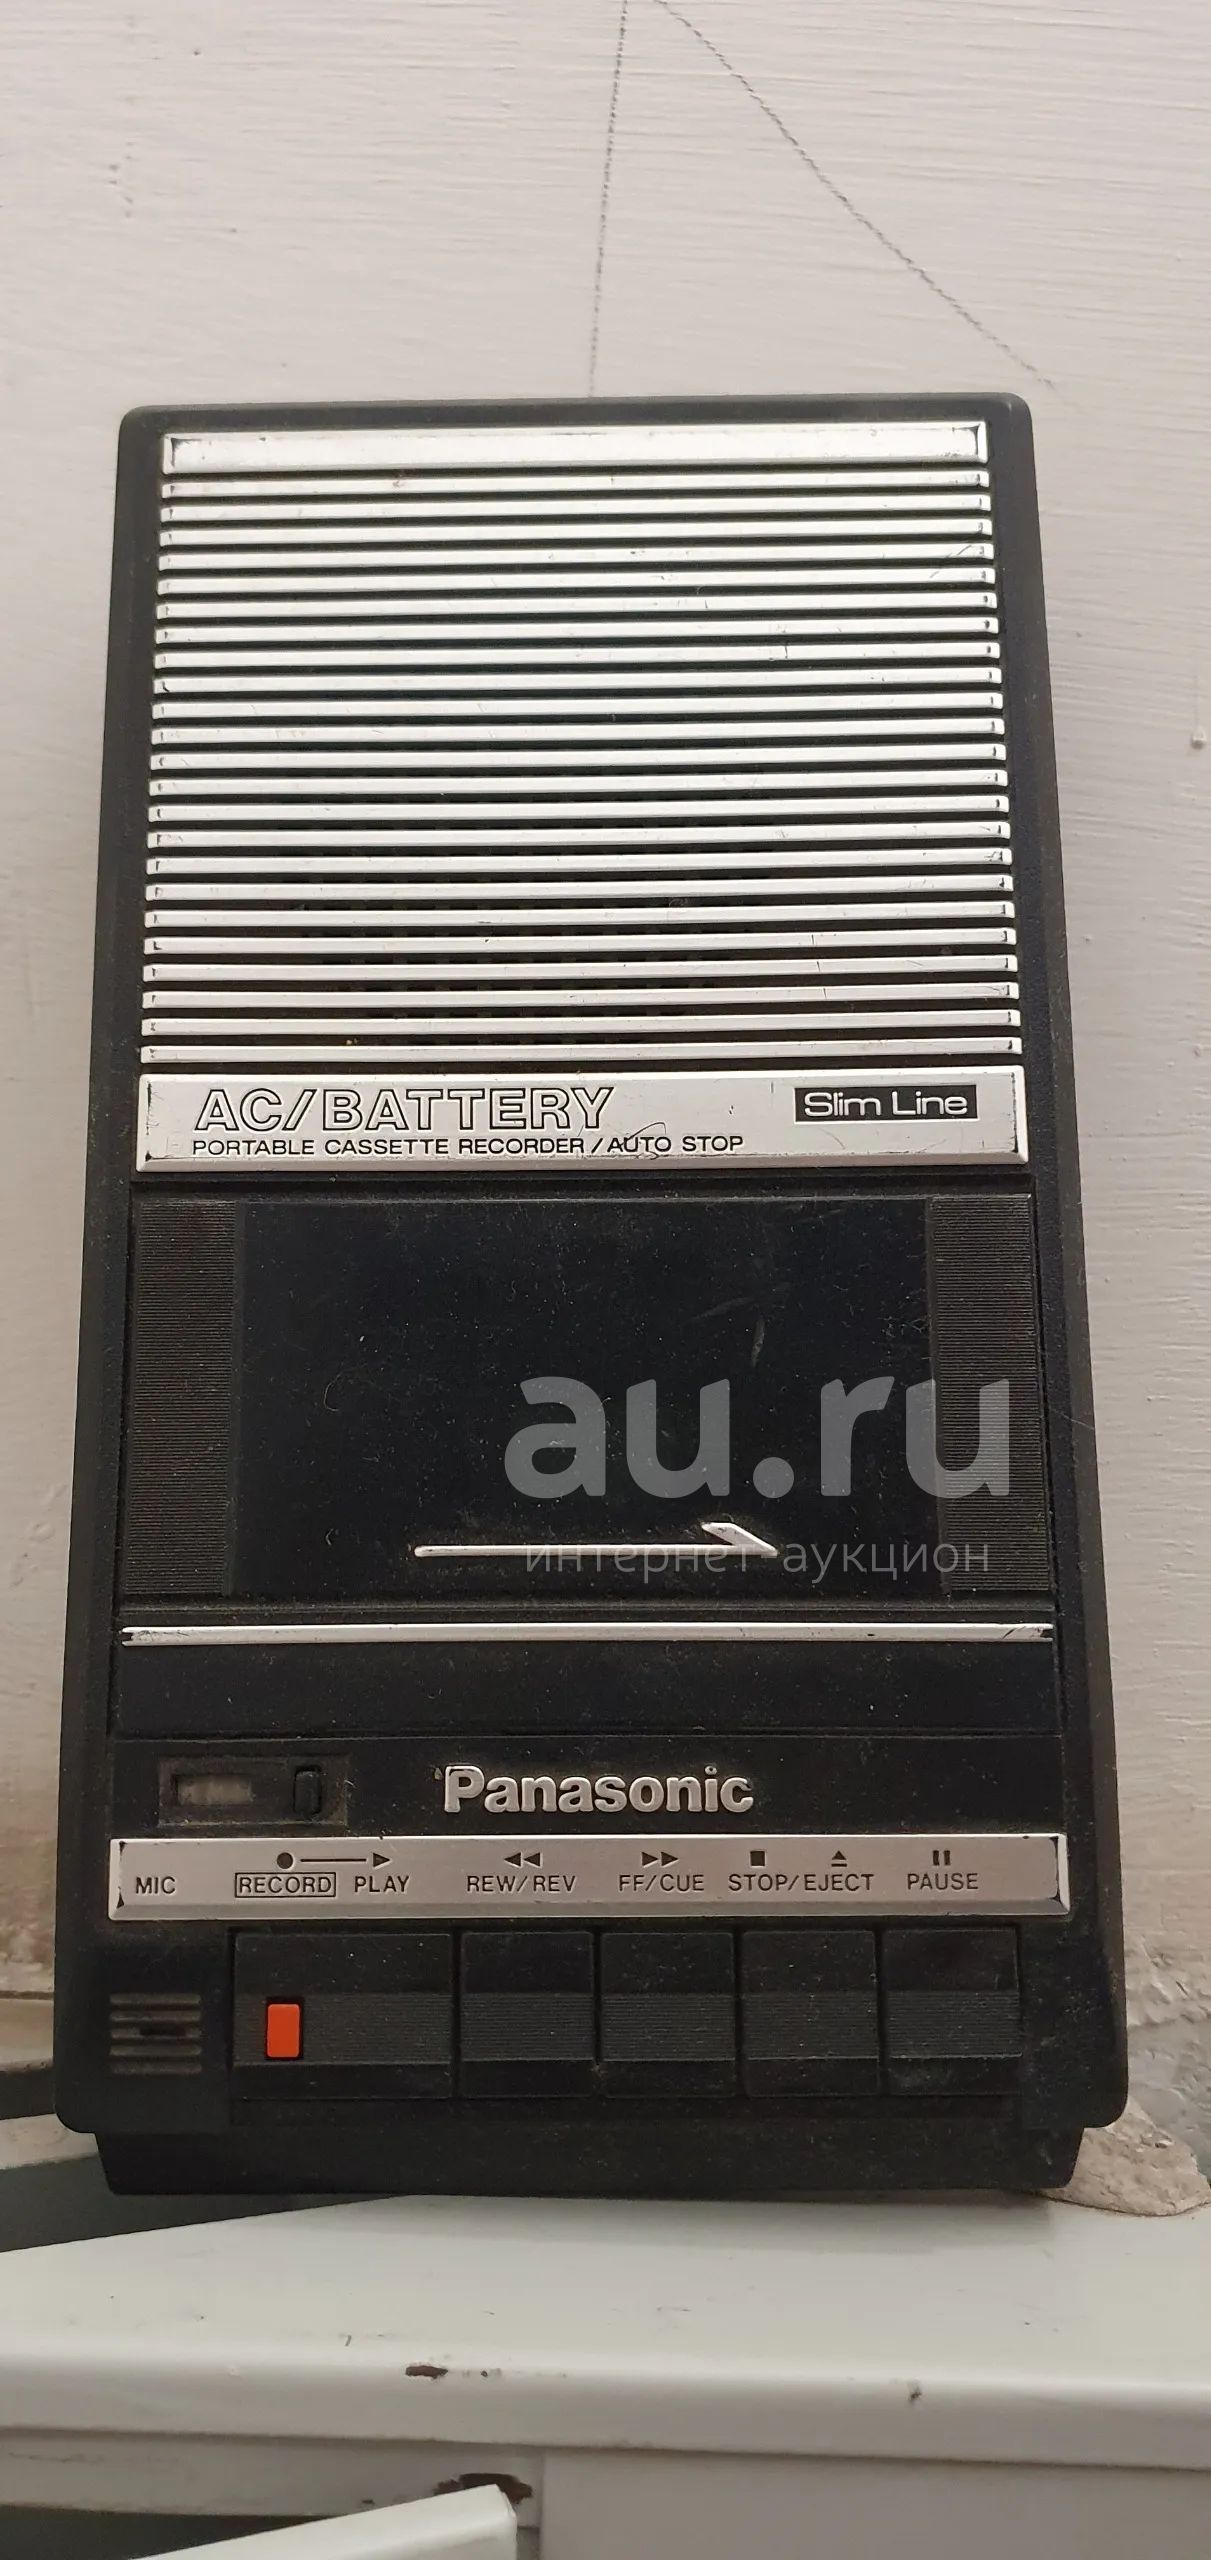 AC/BATTERY
Slim Line
PORTABLE CASSETTE RECORDER/AUTO STOP
au.ru
интернет-аукцион
Panasonic
MIC RECORD PLAY REW/REV FF/CUE STOP/EJECT PAUSE